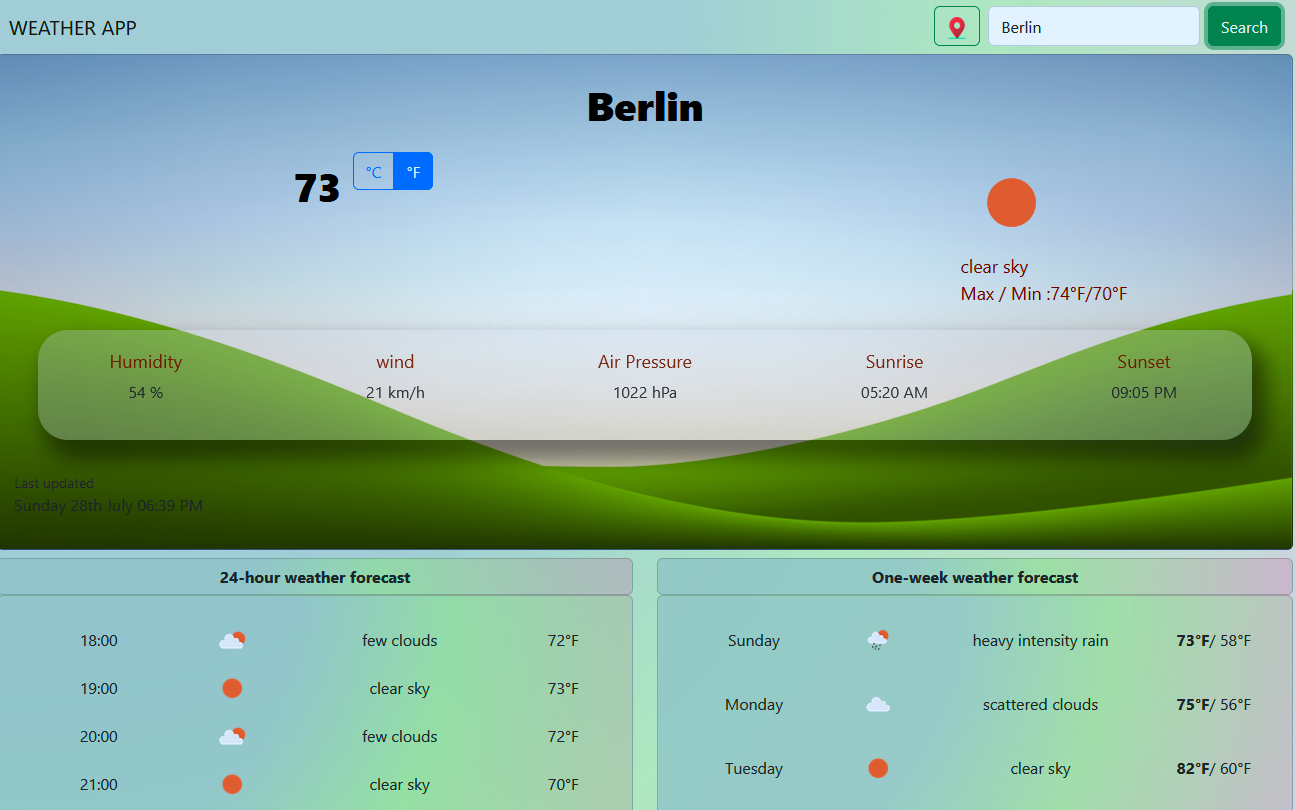 WEATHER APP
Berlin
Search
Berlin
73 °C °F
clear sky
Max / Min :74°F/70°F
Humidity wind Air Pressure Sunrise Sunset
54 % 21 km/h 1022 hPa 05:20 AM 09:05 PM
Last updated
Sunday 28th July 06:39 PM
24-hour weather forecast
18:00 few clouds 72°F
19:00 clear sky 73°F
20:00 few clouds 72°F
21:00 clear sky 70°F
One-week weather forecast
Sunday heavy intensity rain 73°F/ 58°F
Monday scattered clouds 75°F/ 56°F
Tuesday clear sky 82°F/ 60°F